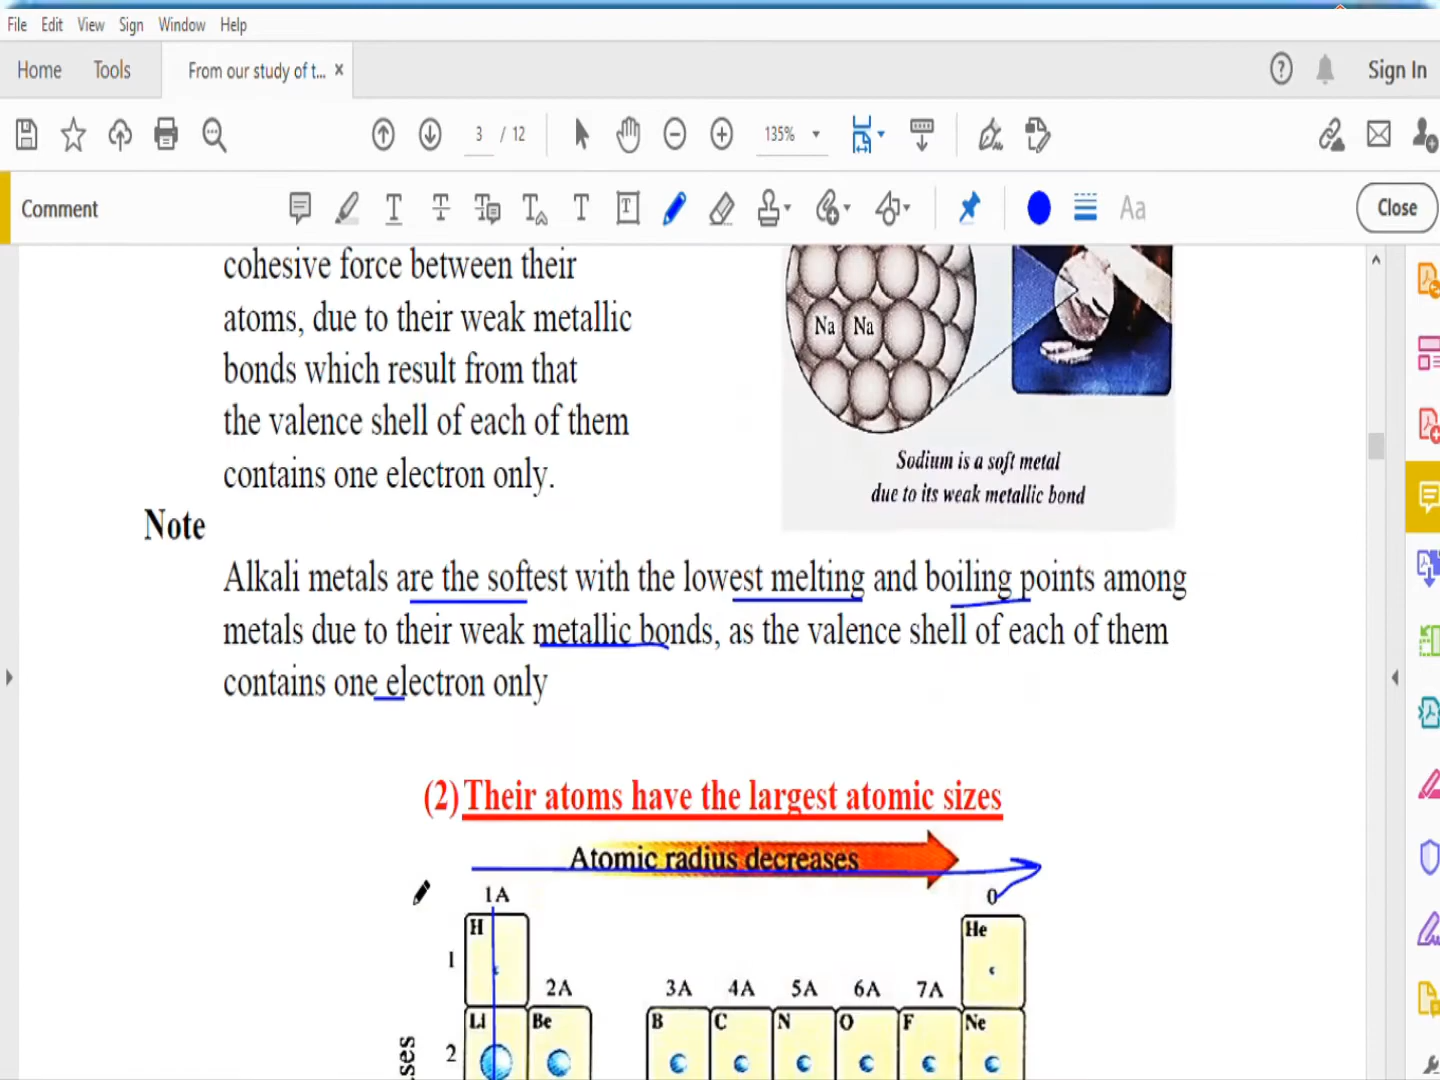 File Edit View Sign Window Help
Home Tools From our study of t... × Sign In
3 / 12 135%
Comment T T T T T T Aa Close
cohesive force between their
atoms, due to their weak metallic
bonds which result from that
the valence shell of each of them
contains one electron only.
Na Na
Sodium is a soft metal
due to its weak metallic bond
Note
Alkali metals are the softest with the lowest melting and boiling points among
metals due to their weak metallic bonds, as the valence shell of each of them
contains one electron only
(2) Their atoms have the largest atomic sizes
Atomic radius decreases
1A 0
H He
1
2A 3A 4A 5A 6A 7A
Li Be B C N O F Ne
2